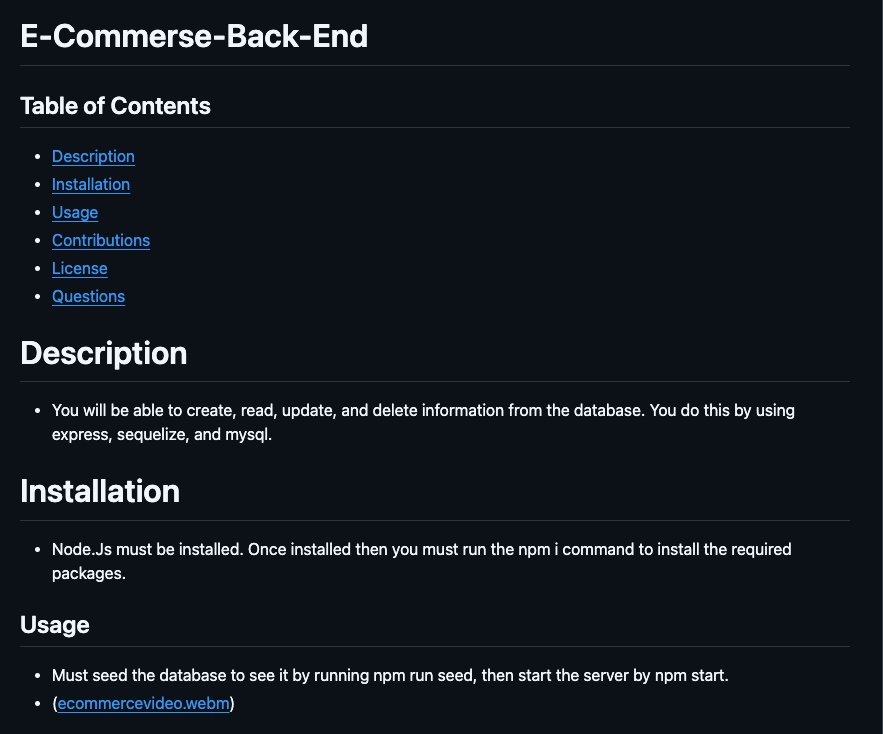 E-Commerse-Back-End
Table of Contents
Description
Installation
Usage
Contributions
License
Questions
Description
You will be able to create, read, update, and delete information from the database. You do this by using
express, sequelize, and mysql.
Installation
Node.Js must be installed. Once installed then you must run the npm i command to install the required
packages.
Usage
Must seed the database to see it by running npm run seed, then start the server by npm start.
(ecommercevideo.webm)